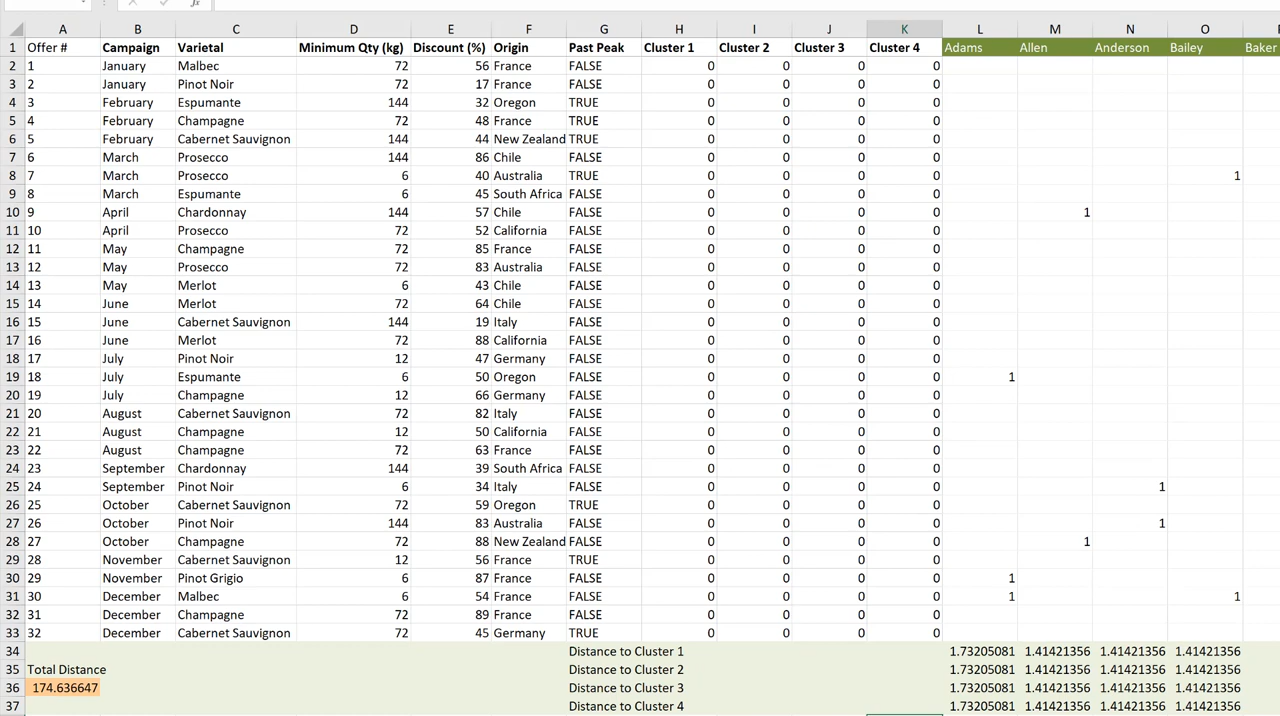 A B C D E F G H I J K L M N O
1 Offer # Campaign Varietal Minimum Qty (kg) Discount (%) Origin Past Peak Cluster 1 Cluster 2 Cluster 3 Cluster 4 Adams Allen Anderson Bailey Baker
2 1 January Malbec 72 56 France FALSE 0 0 0 0
3 2 January Pinot Noir 72 17 France FALSE 0 0 0 0
4 3 February Espumante 144 32 Oregon TRUE 0 0 0 0
5 4 February Champagne 72 48 France TRUE 0 0 0 0
6 5 February Cabernet Sauvignon 144 44 New Zealand TRUE 0 0 0 0
7 6 March Prosecco 144 86 Chile FALSE 0 0 0 0
8 7 March Prosecco 6 40 Australia TRUE 0 0 0 0 1
9 8 March Espumante 6 45 South Africa FALSE 0 0 0 0
10 9 April Chardonnay 144 57 Chile FALSE 0 0 0 0 1
11 10 April Prosecco 72 52 California FALSE 0 0 0 0
12 11 May Champagne 72 85 France FALSE 0 0 0 0
13 12 May Prosecco 72 83 Australia FALSE 0 0 0 0
14 13 May Merlot 6 43 Chile FALSE 0 0 0 0
15 14 June Merlot 72 64 Chile FALSE 0 0 0 0
16 15 June Cabernet Sauvignon 144 19 Italy FALSE 0 0 0 0
17 16 June Merlot 72 88 California FALSE 0 0 0 0
18 17 July Pinot Noir 12 47 Germany FALSE 0 0 0 0
19 18 July Espumante 6 50 Oregon FALSE 0 0 0 0 1
20 19 July Champagne 12 66 Germany FALSE 0 0 0 0
21 20 August Cabernet Sauvignon 72 82 Italy FALSE 0 0 0 0
22 21 August Champagne 12 50 California FALSE 0 0 0 0
23 22 August Champagne 72 63 France FALSE 0 0 0 0
24 23 September Chardonnay 144 39 South Africa FALSE 0 0 0 0
25 24 September Pinot Noir 6 34 Italy FALSE 0 0 0 0 1
26 25 October Cabernet Sauvignon 72 59 Oregon TRUE 0 0 0 0
27 26 October Pinot Noir 144 83 Australia FALSE 0 0 0 0 1
28 27 October Champagne 72 88 New Zealand FALSE 0 0 0 0 1
29 28 November Cabernet Sauvignon 12 56 France TRUE 0 0 0 0
30 29 November Pinot Grigio 6 87 France FALSE 0 0 0 0 1
31 30 December Malbec 6 54 France FALSE 0 0 0 0 1 1
32 31 December Champagne 72 89 France FALSE 0 0 0 0
33 32 December Cabernet Sauvignon 72 45 Germany TRUE 0 0 0 0
34 Distance to Cluster 1 1.73205081 1.41421356 1.41421356 1.41421356
35 Total Distance Distance to Cluster 2 1.73205081 1.41421356 1.41421356 1.41421356
36 174.636647 Distance to Cluster 3 1.73205081 1.41421356 1.41421356 1.41421356
37 Distance to Cluster 4 1.73205081 1.41421356 1.41421356 1.41421356